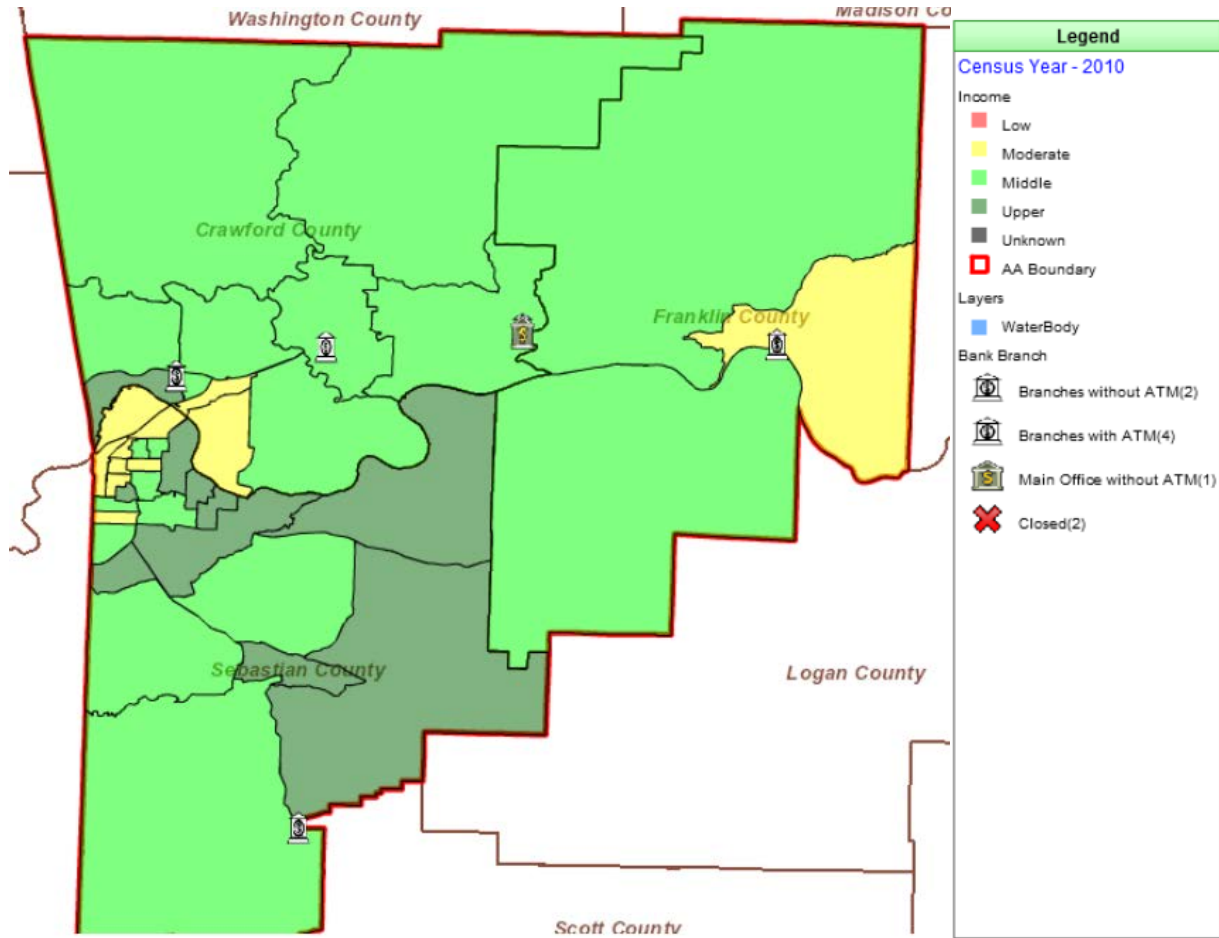 Washington County
Madison Co
Crawford County
Franklin County
Sebastian County
Logan County
Scott County
Legend
Census Year - 2010
Income
Low
Moderate
Middle
Upper
Unknown
AA Boundary
Layers
WaterBody
Bank Branch
Branches without ATM(2)
Branches with ATM(4)
Main Office without ATM(1)
Closed(2)